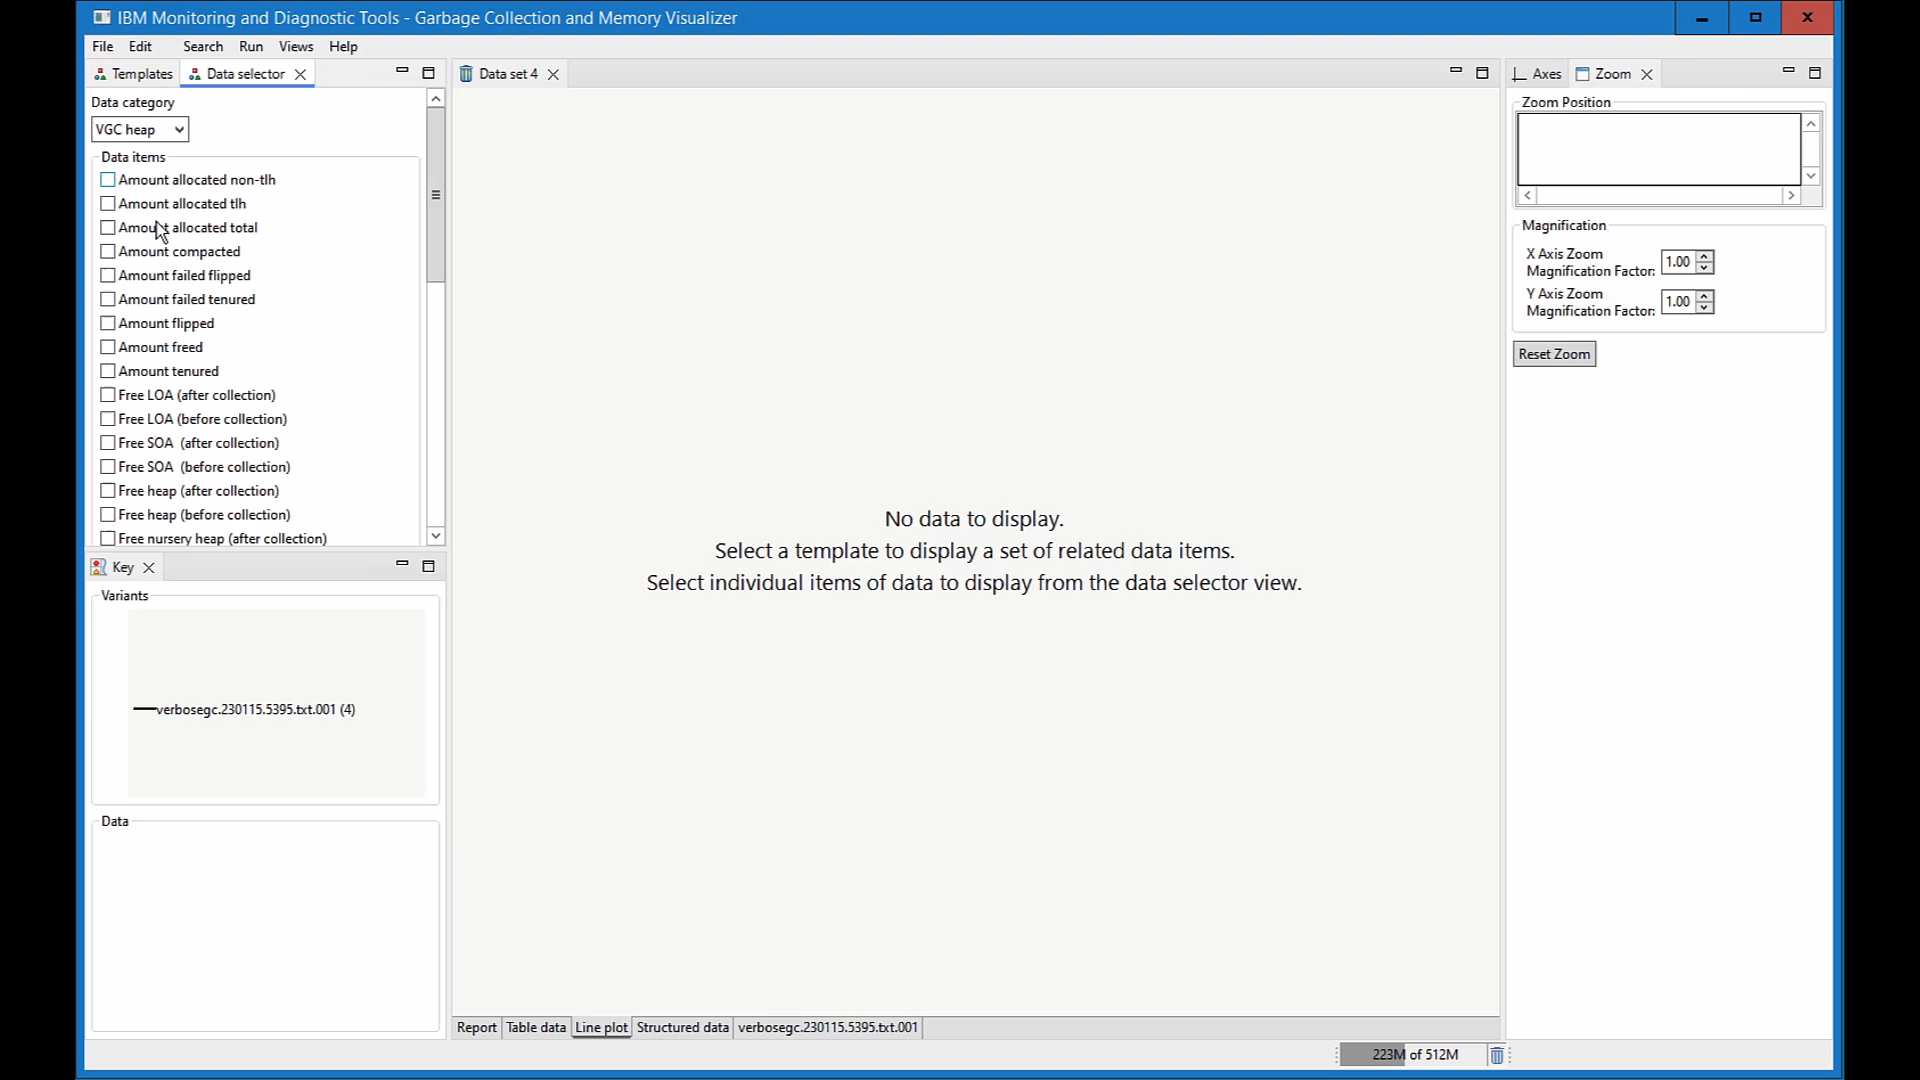 IBM Monitoring and Diagnostic Tools - Garbage Collection and Memory Visualizer
File Edit Search Run Views Help
Templates Data selector
Data set 4
Axes Zoom
Data category
VGC heap
Data items
Amount allocated non-tlh
Amount allocated tlh
Amount allocated total
Amount compacted
Amount failed flipped
Amount failed tenured
Amount flipped
Amount freed
Amount tenured
Free LOA (after collection)
Free LOA (before collection)
Free SOA (after collection)
Free SOA (before collection)
Free heap (after collection)
Free heap (before collection)
Free nursery heap (after collection)
Key
Variants
verbosegc.230115.5395.txt.001 (4)
Data
No data to display.
Select a template to display a set of related data items.
Select individual items of data to display from the data selector view.
Report Table data Line plot Structured data verbosegc.230115.5395.txt.001
Zoom Position
Magnification
X Axis Zoom
Magnification Factor: 1.00
Y Axis Zoom
Magnification Factor: 1.00
Reset Zoom
223M of 512M